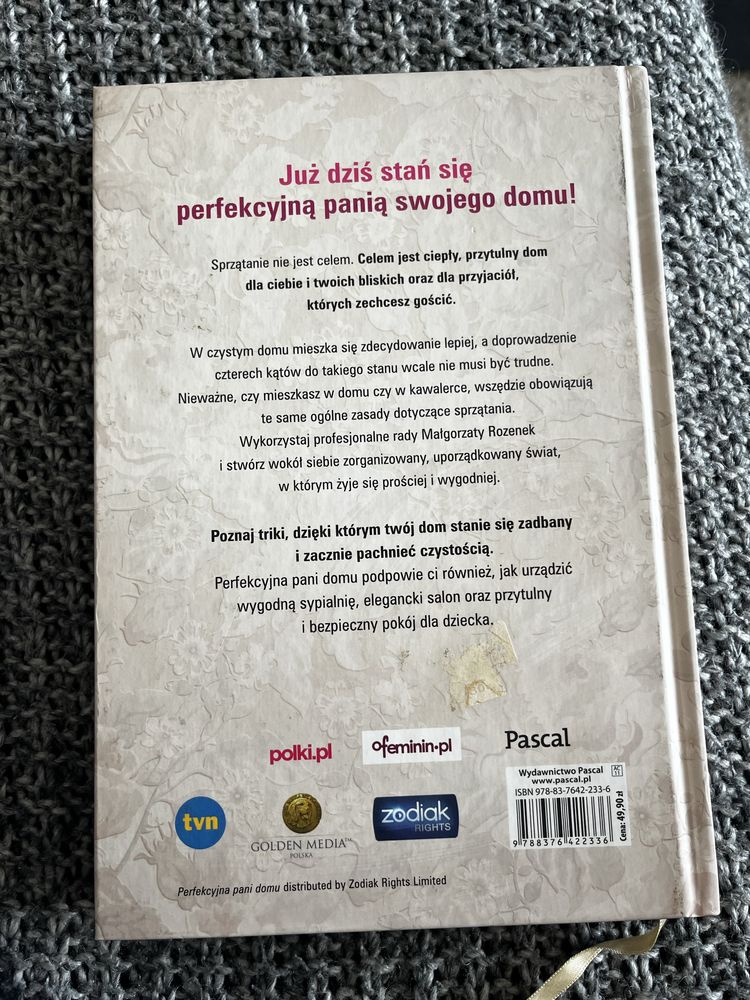 Już dziś stań się
perfekcyjną panią swojego domu!
Sprzątanie nie jest celem. Celem jest ciepły, przytulny dom
dla ciebie i twoich bliskich oraz dla przyjaciół,
których zechcesz gościć.
W czystym domu mieszka się zdecydowanie lepiej, a doprowadzenie
czterech kątów do takiego stanu wcale nie musi być trudne.
Nieważne, czy mieszkasz w domu czy w kawalerce, wszędzie obowiązują
te same ogólne zasady dotyczące sprzątania.
Wykorzystaj profesjonalne rady Małgorzaty Rozenek
i stwórz wokół siebie zorganizowany, uporządkowany świat,
w którym żyje się prościej i wygodniej.
Poznaj triki, dzięki którym twój dom stanie się zadbany
i zacznie pachnieć czystością.
Perfekcyjna pani domu podpowie ci również, jak urządzić
wygodną sypialnię, elegancki salon oraz przytulny
i bezpieczny pokój dla dziecka.
polki.pl
ofeminin.pl
Pascal
Wydawnictwo Pascal
www.pascal.pl
AC
11
ISBN 978-83-7642-233-6
9 788376 422336
Cena: 49,90 zł
tvn
GOLDEN MEDIA™
POLSKA
zodiak
RIGHTS
Perfekcyjna pani domu distributed by Zodiak Rights Limited